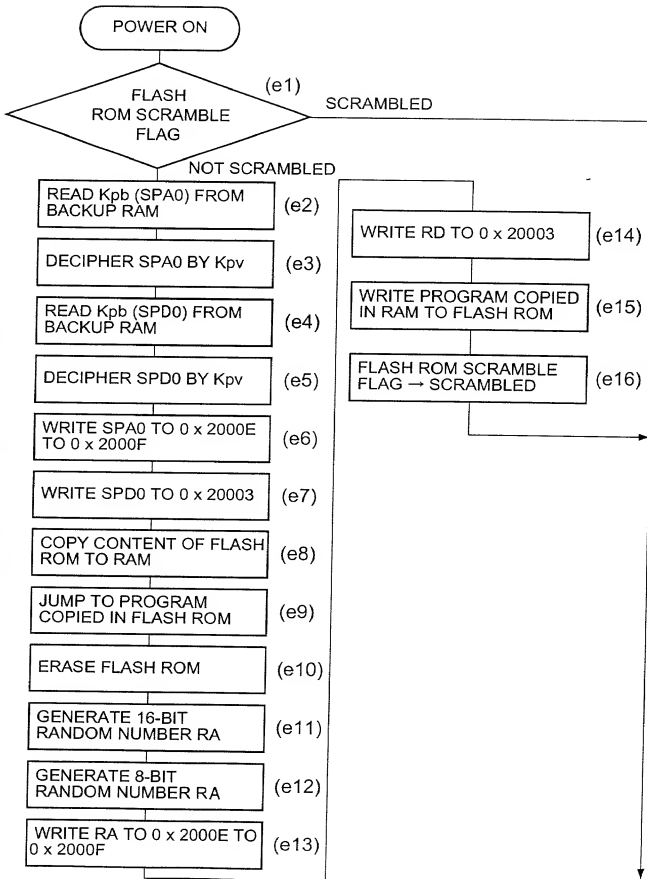 POWER ON
(e1)
FLASH
ROM SCRAMBLE
FLAG
SCRAMBLED
NOT SCRAMBLED
READ Kpb (SPA0) FROM
BACKUP RAM
(e2)
DECIPHER SPA0 BY Kpv
(e3)
READ Kpb (SPD0) FROM
BACKUP RAM
(e4)
DECIPHER SPD0 BY Kpv
(e5)
WRITE SPA0 TO 0 x 2000E
TO 0 x 2000F
(e6)
WRITE SPD0 TO 0 x 20003
(e7)
COPY CONTENT OF FLASH
ROM TO RAM
(e8)
JUMP TO PROGRAM
COPIED IN FLASH ROM
(e9)
ERASE FLASH ROM
(e10)
GENERATE 16-BIT
RANDOM NUMBER RA
(e11)
GENERATE 8-BIT
RANDOM NUMBER RA
(e12)
WRITE RA TO 0 x 2000E TO
0 x 2000F
(e13)
WRITE RD TO 0 x 20003
(e14)
WRITE PROGRAM COPIED
IN RAM TO FLASH ROM
(e15)
FLASH ROM SCRAMBLE
FLAG → SCRAMBLED
(e16)